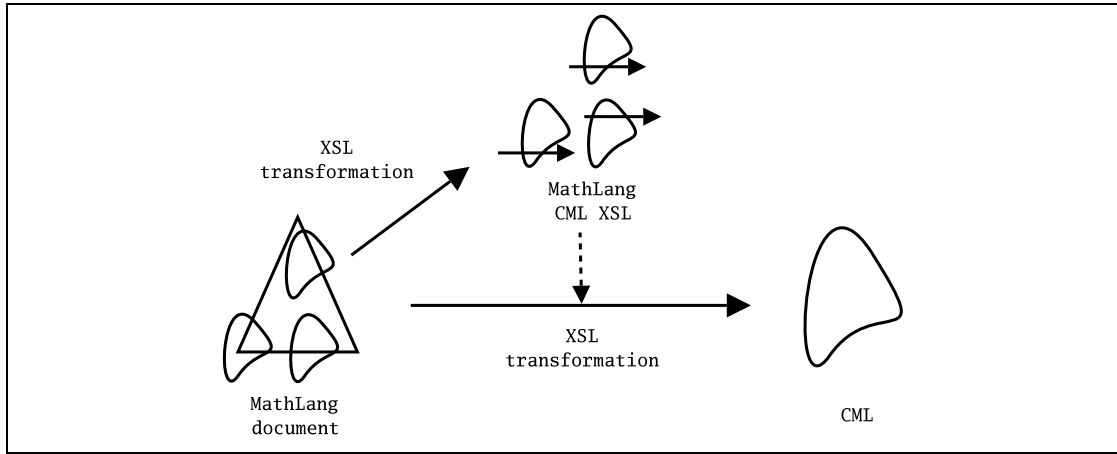 XSL
transformation
MathLang
CML XSL
XSL
transformation
MathLang
document
CML